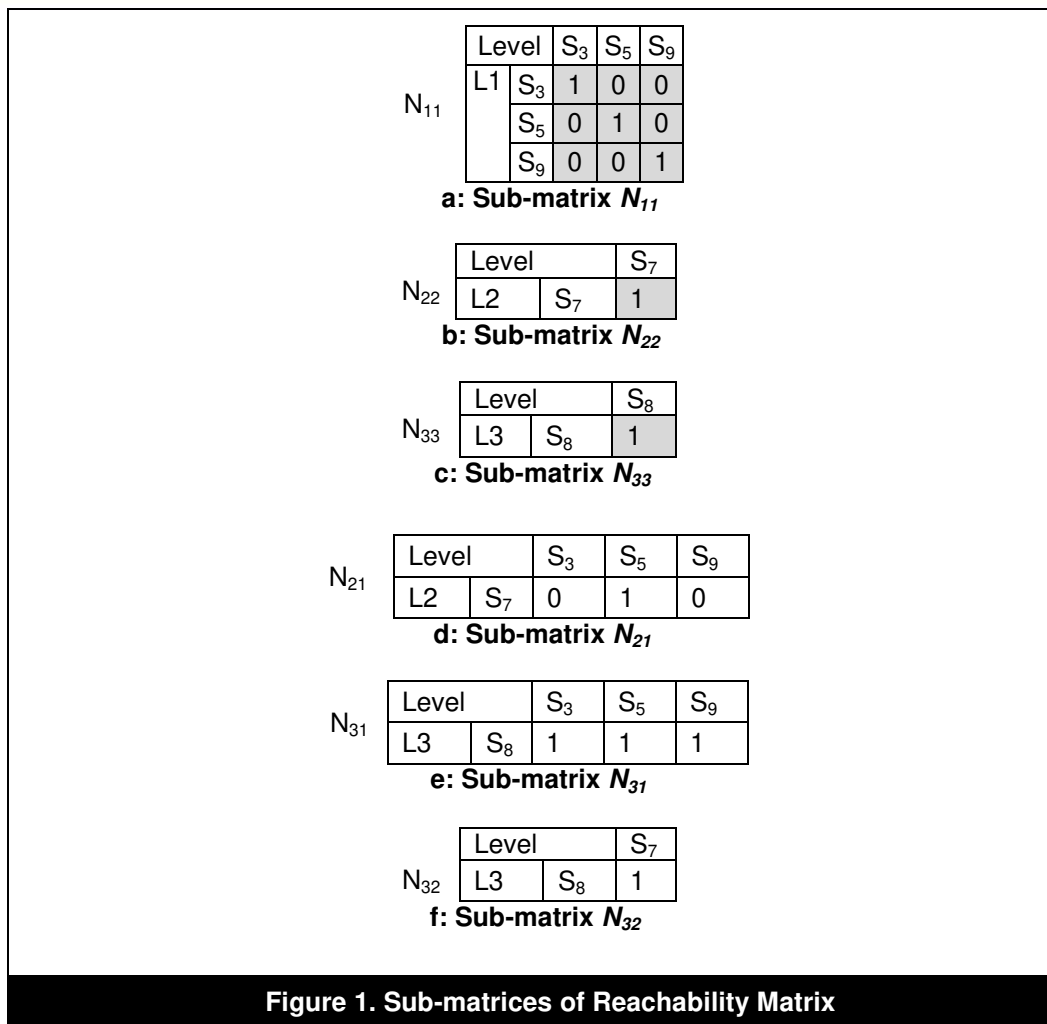 Level S₃ S₅ S₉
N₁₁ L1 S₃ 1 0 0
S₅ 0 1 0
S₉ 0 0 1
a: Sub-matrix N₁₁
Level S₇
N₂₂ L2 S₇ 1
b: Sub-matrix N₂₂
Level S₈
N₃₃ L3 S₈ 1
c: Sub-matrix N₃₃
Level S₃ S₅ S₉
N₂₁ L2 S₇ 0 1 0
d: Sub-matrix N₂₁
Level S₃ S₅ S₉
N₃₁ L3 S₈ 1 1 1
e: Sub-matrix N₃₁
Level S₇
N₃₂ L3 S₈ 1
f: Sub-matrix N₃₂
Figure 1. Sub-matrices of Reachability Matrix